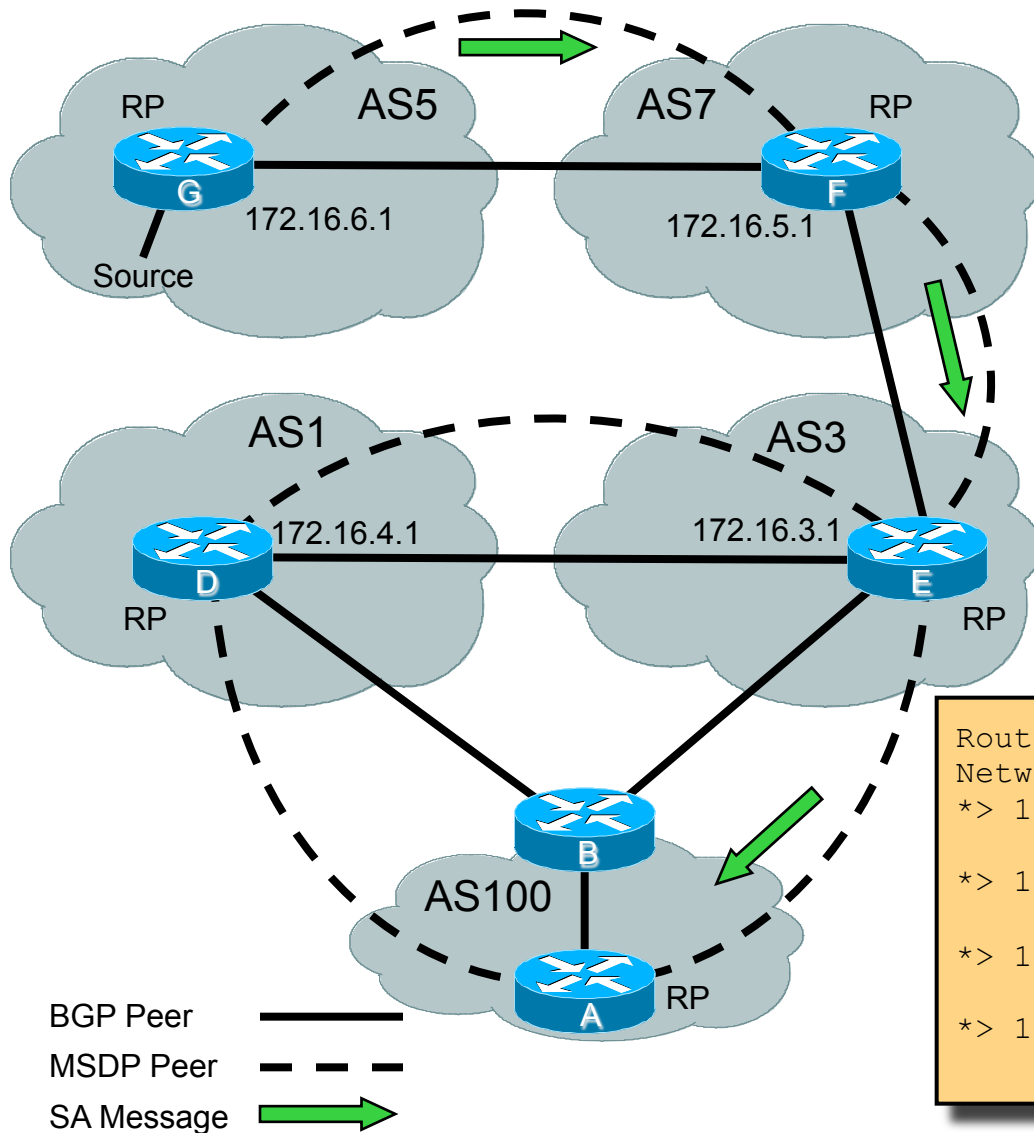 RP
AS5
AS7
RP
G
F
172.16.6.1
172.16.5.1
Source
AS1
AS3
172.16.4.1
172.16.3.1
D
E
RP
RP
Rout
Netw
*> 1
*> 1
*> 1
*> 1
B
AS100
A
RP
BGP Peer
MSDP Peer
SA Message